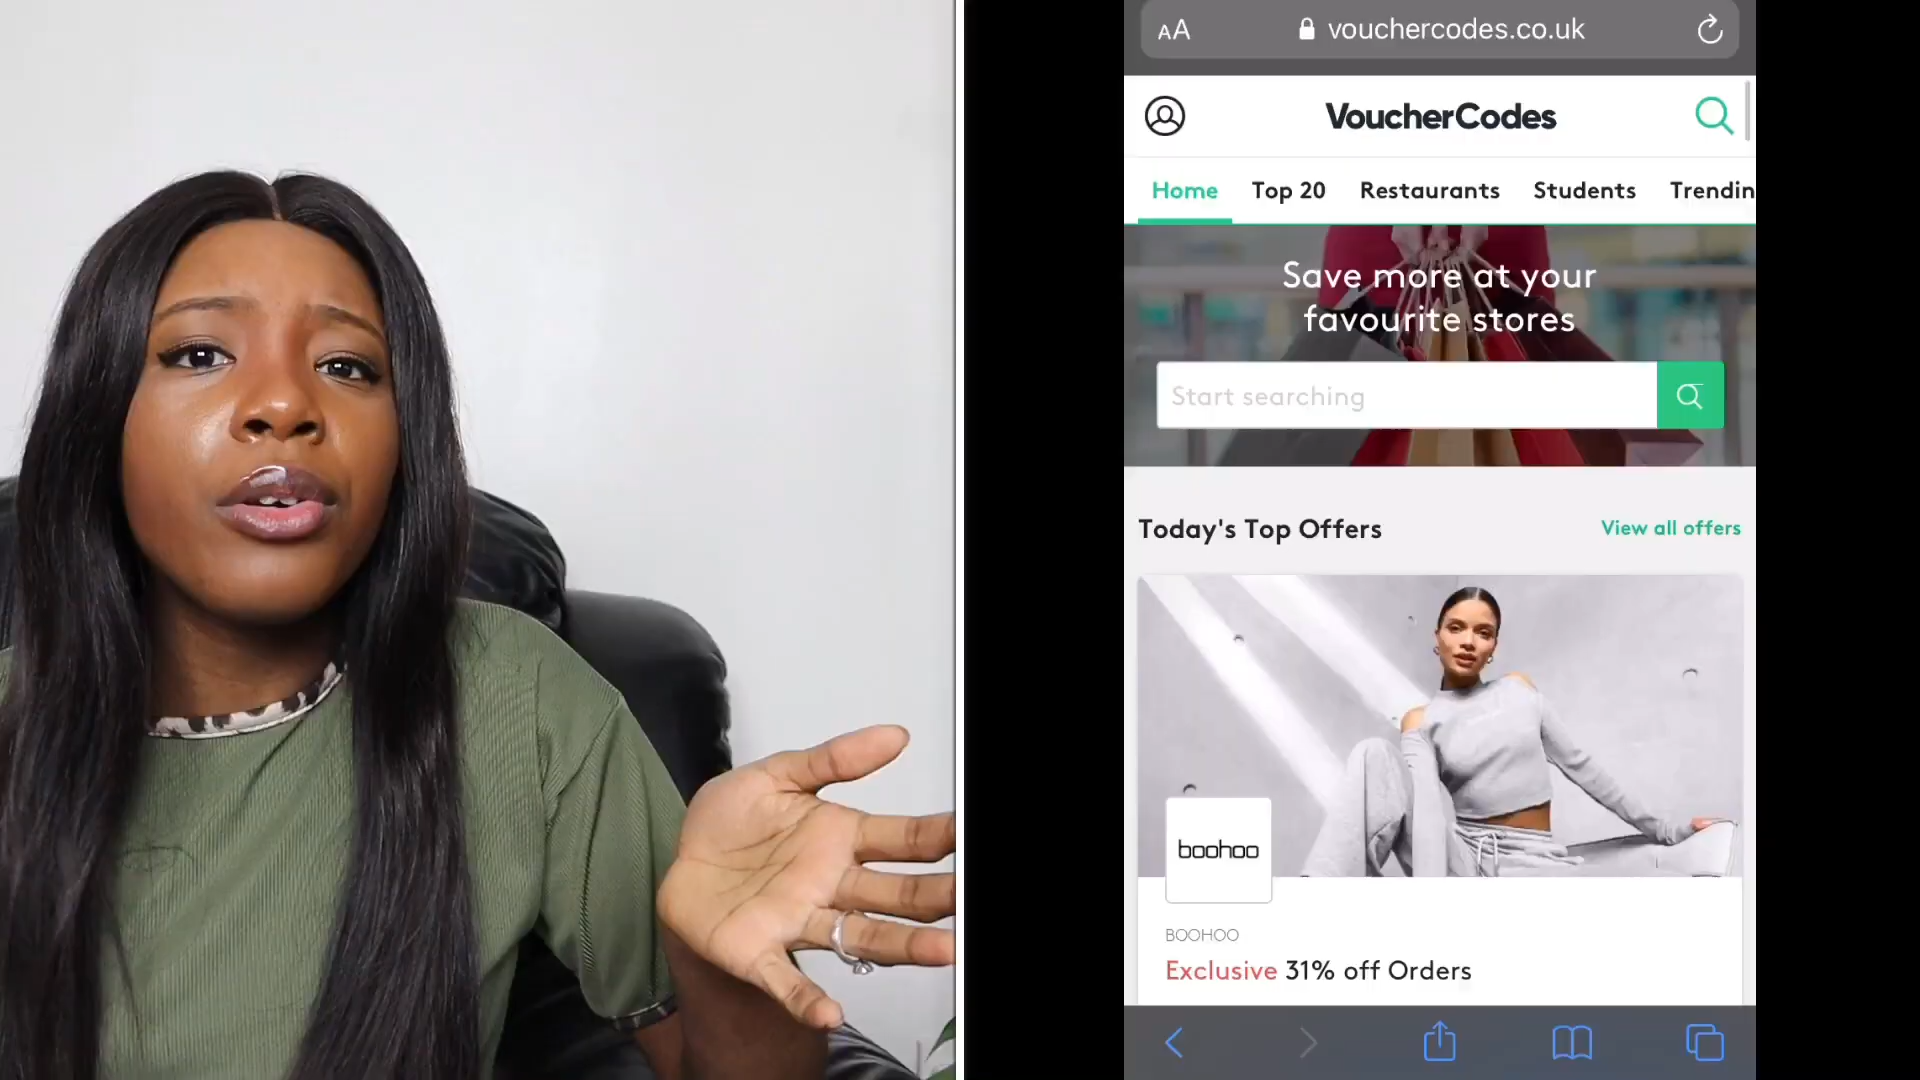 AA
vouchercodes.co.uk
VoucherCodes
Home Top 20 Restaurants Students Trendin
Save more at your
favourite stores
Start searching
Today's Top Offers View all offers
boohoo
BOOHOO
Exclusive 31% off Orders